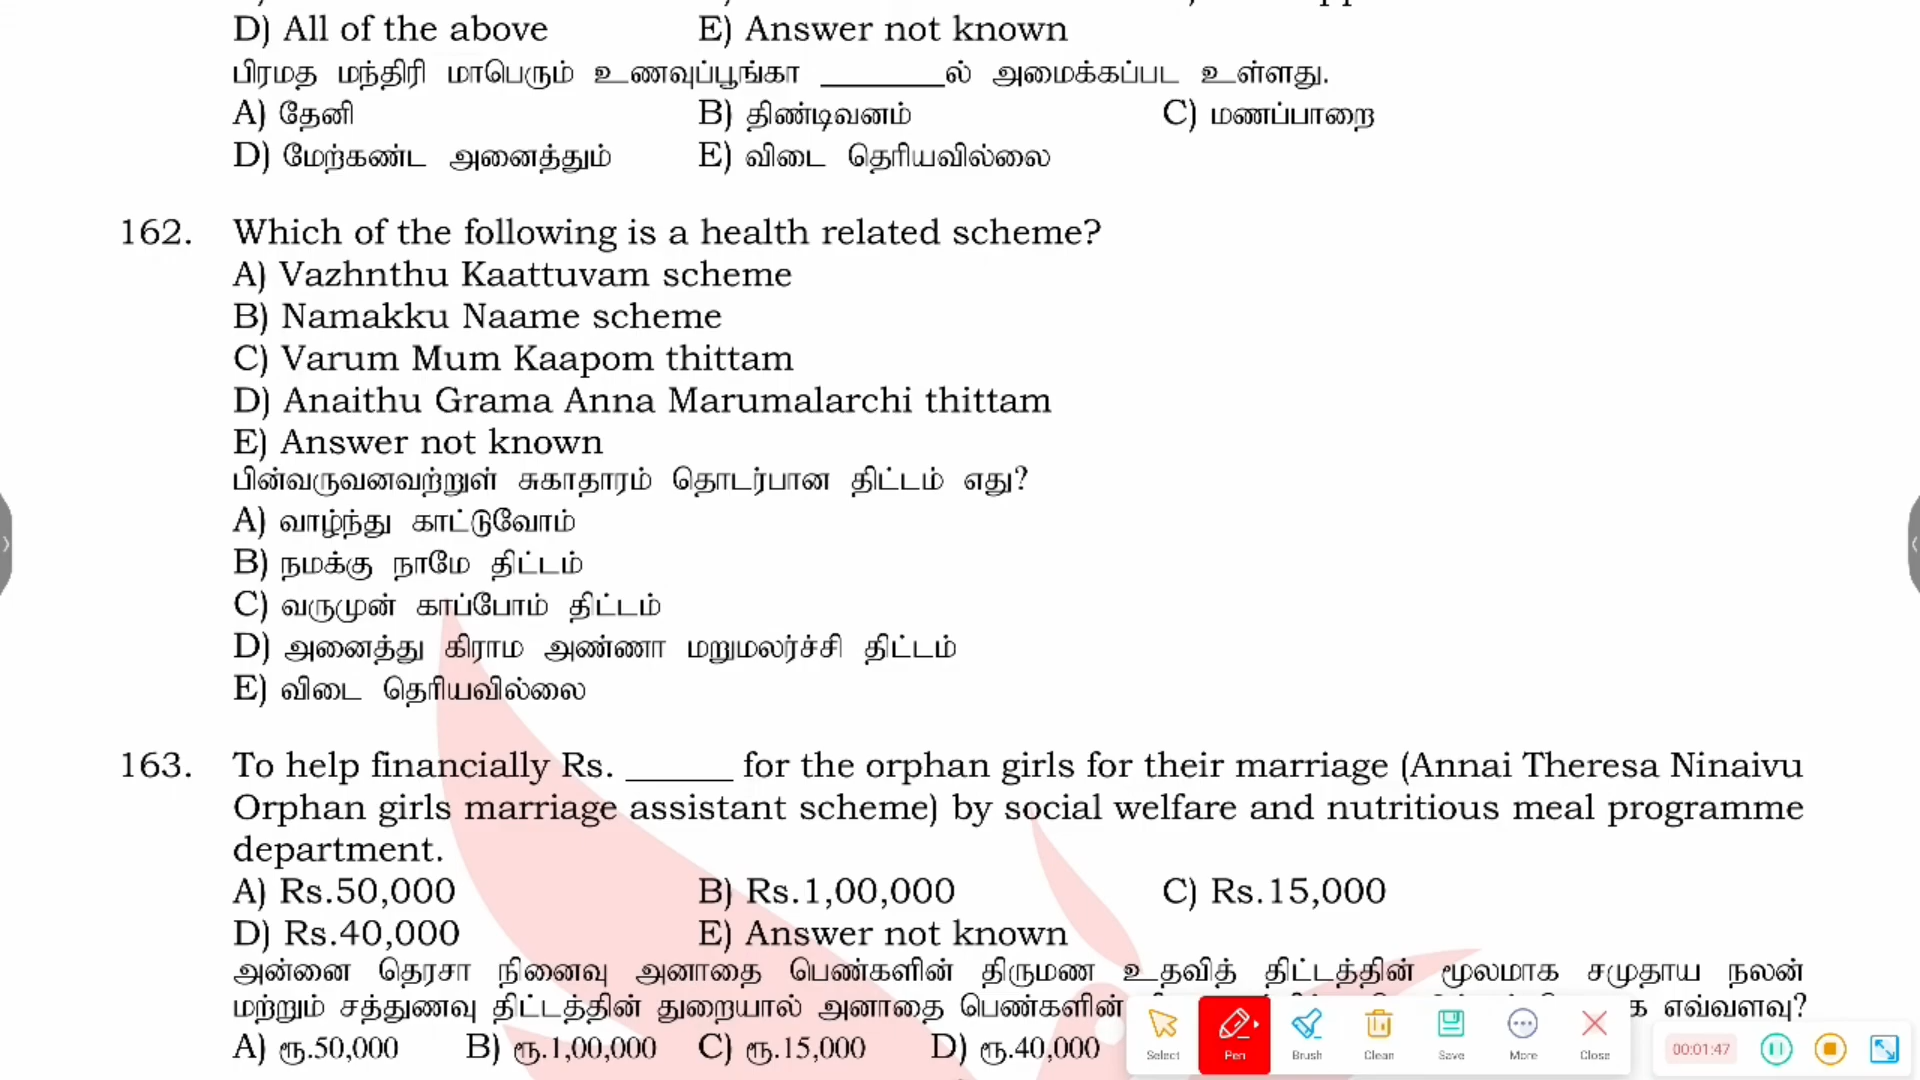 D) All of the above E) Answer not known
பிரமத மந்திரி மாபெரும் உணவுப்பூங்கா _______ல் அமைக்கப்பட உள்ளது.
A) தேனி B) திண்டிவனம் C) மணப்பாறை
D) மேற்கண்ட அனைத்தும் E) விடை தெரியவில்லை
162. Which of the following is a health related scheme?
A) Vazhnthu Kaattuvam scheme
B) Namakku Naame scheme
C) Varum Mum Kaapom thittam
D) Anaithu Grama Anna Marumalarchi thittam
E) Answer not known
பின்வருவனவற்றுள் சுகாதாரம் தொடர்பான திட்டம் எது?
A) வாழ்ந்து காட்டுவோம்
B) நமக்கு நாமே திட்டம்
C) வருமுன் காப்போம் திட்டம்
D) அனைத்து கிராம அண்ணா மறுமலர்ச்சி திட்டம்
E) விடை தெரியவில்லை
163. To help financially Rs. ______ for the orphan girls for their marriage (Annai Theresa Ninaivu
Orphan girls marriage assistant scheme) by social welfare and nutritious meal programme
department.
A) Rs.50,000 B) Rs.1,00,000 C) Rs.15,000
D) Rs.40,000 E) Answer not known
அன்னை தெரசா நினைவு அனாதை பெண்களின் திருமண உதவித் திட்டத்தின் மூலமாக சமுதாய நலன்
மற்றும் சத்துணவு திட்டத்தின் துறையால் அனாதை பெண்களின் எவ்வளவு?
A) ரூ.50,000 B) ரூ.1,00,000 C) ரூ.15,000 D) ரூ.40,000
Select Pen Brush Clean Save More Close 00:01:47